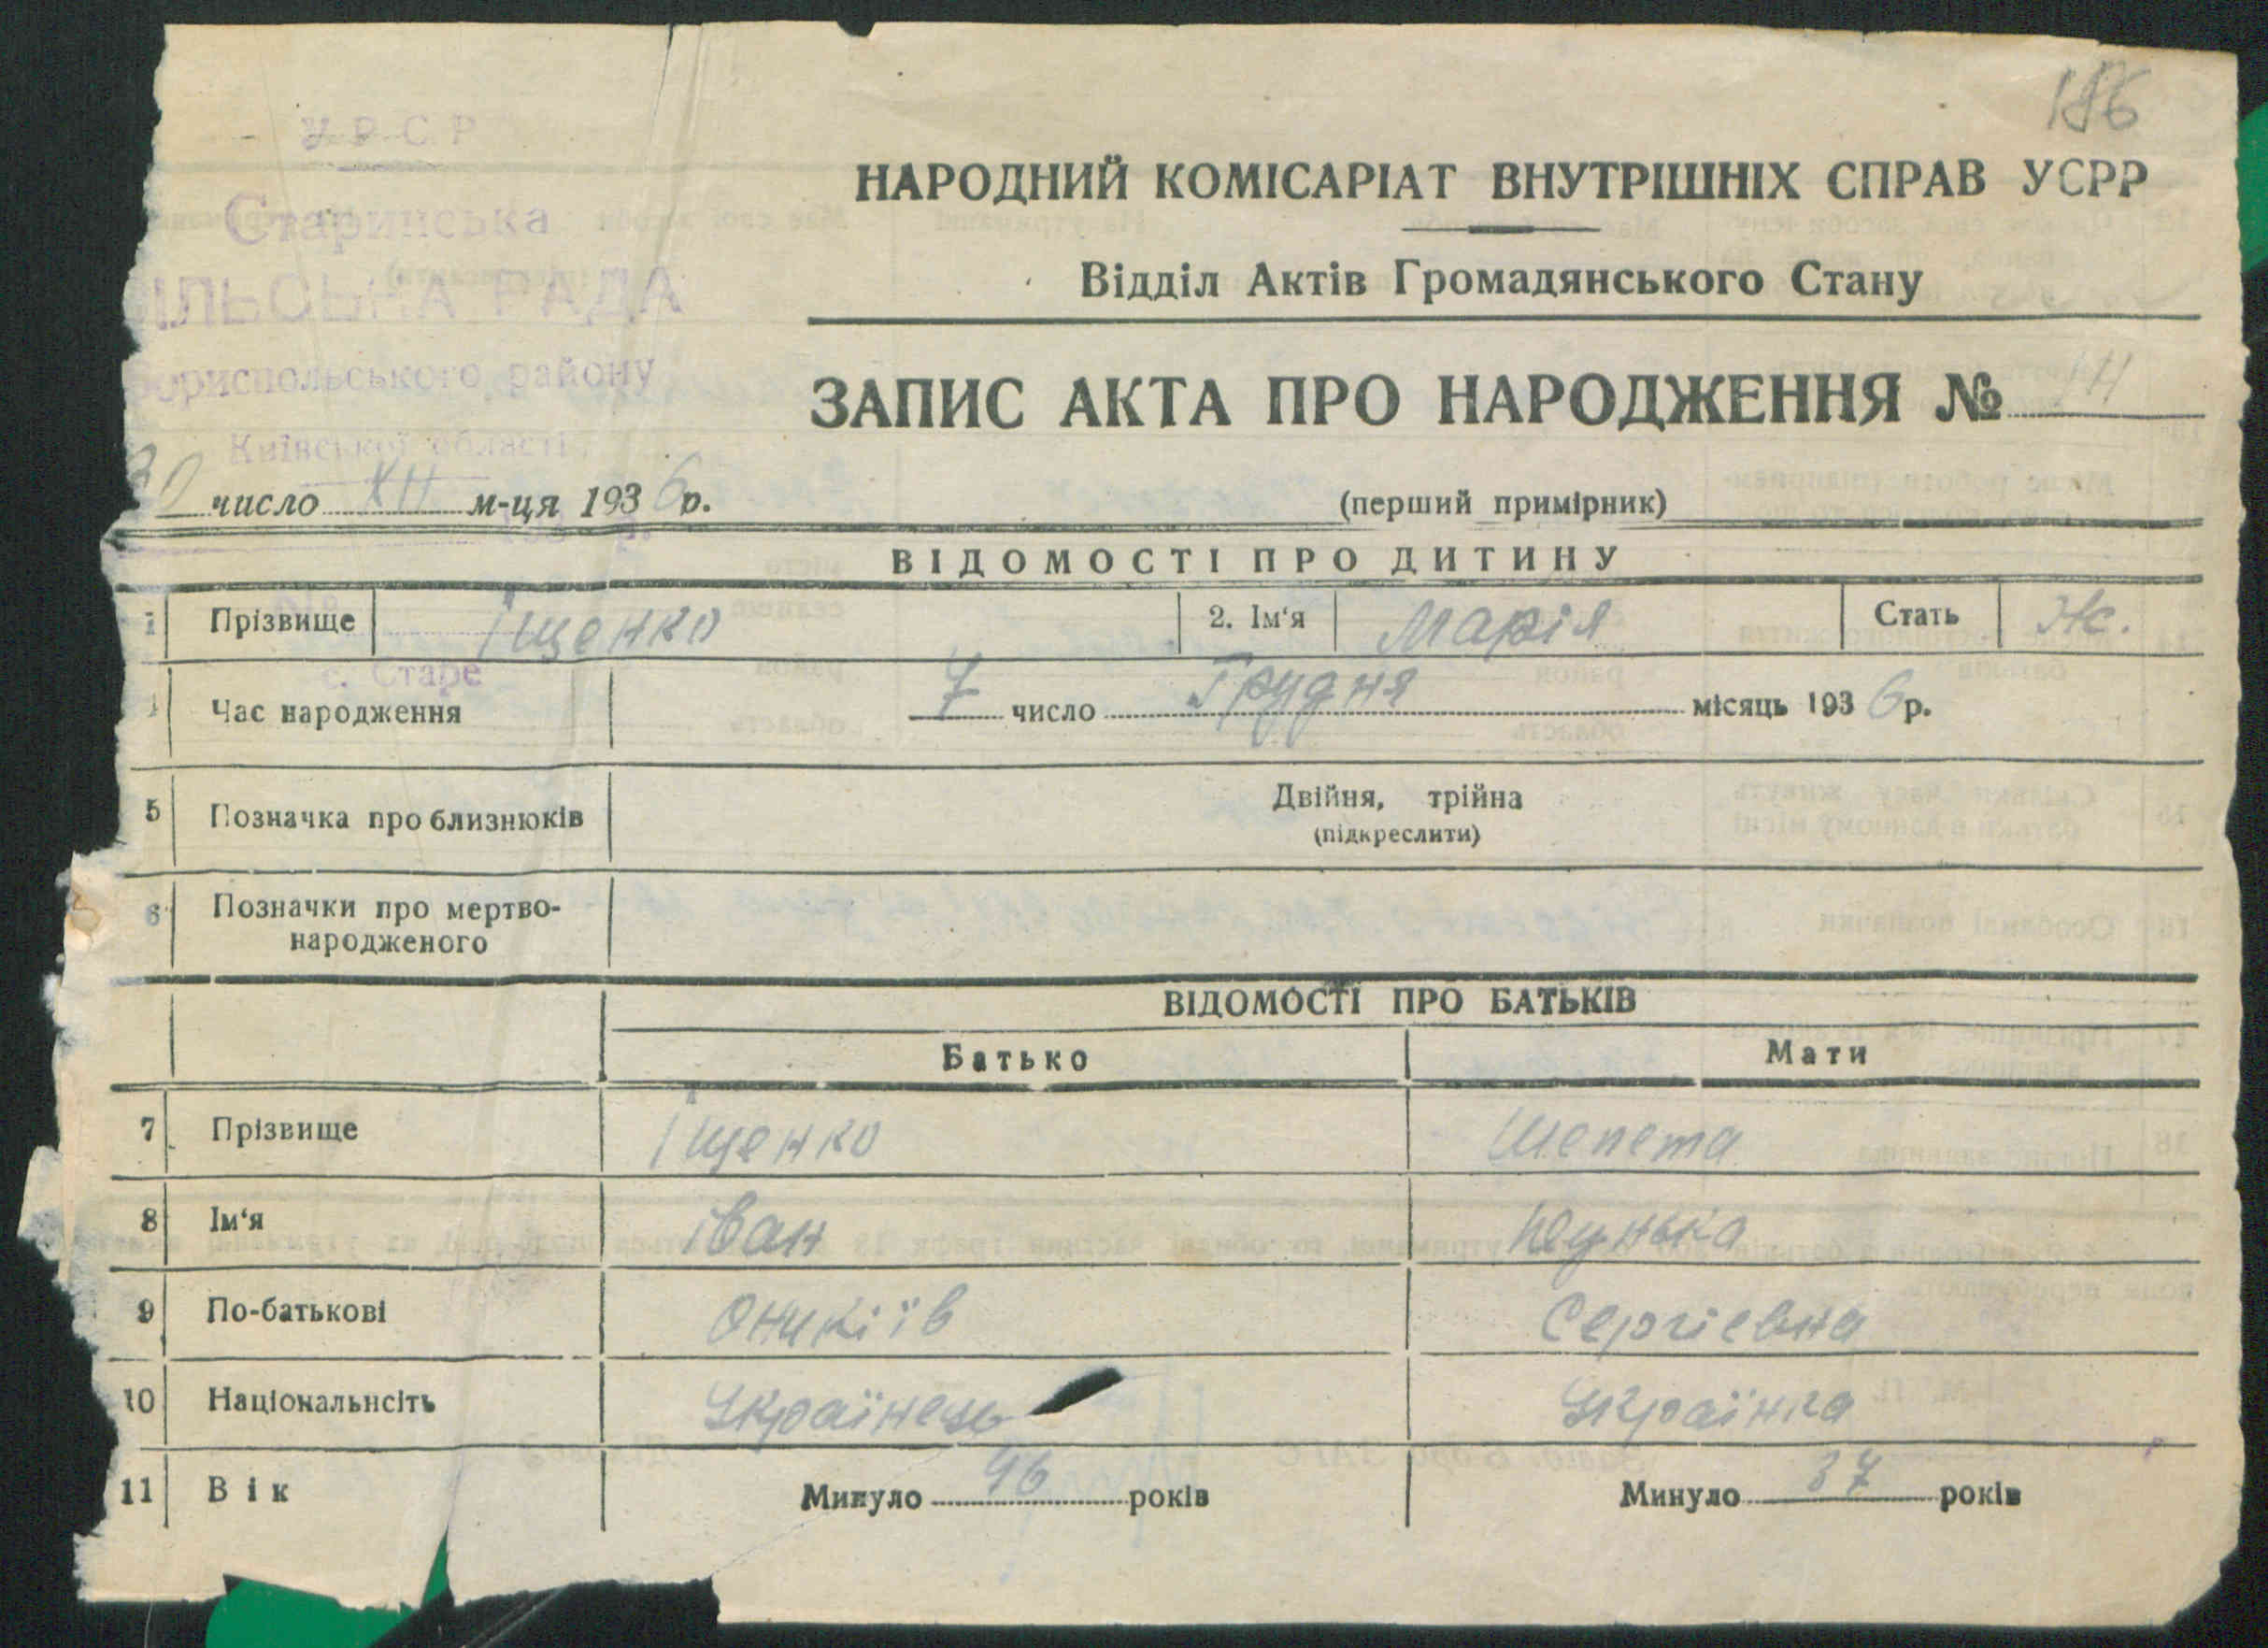 186
У Р С Р
Старинська
СІЛЬСЬКА РАДА
Бориспольського району
Київської області
с. Старе
НАРОДНИЙ КОМІСАРІАТ ВНУТРІШНІХ СПРАВ УСРР
Відділ Актів Громадянського Стану
ЗАПИС АКТА ПРО НАРОДЖЕННЯ №
30 число XII м-ця 1936 р.
(перший примірник)
ВІДОМОСТІ ПРО ДИТИНУ
1 Прізвище Іщенко 2. Ім‘я Марія Стать Ж.
Час народження 7 число Грудня місяць 1936 р.
5 Позначка про близнюків Двійня, трійна
(підкреслити)
6 Позначки про мертво-
народженого
ВІДОМОСТІ ПРО БАТЬКІВ
Батько Мати
7 Прізвище Іщенко Шепета
8 Ім‘я Іван
9 По-батькові Оникіїв Сергіевна
10 Національнсіть Українець Українка
11 Вік Минуло 46 років Минуло 37 років